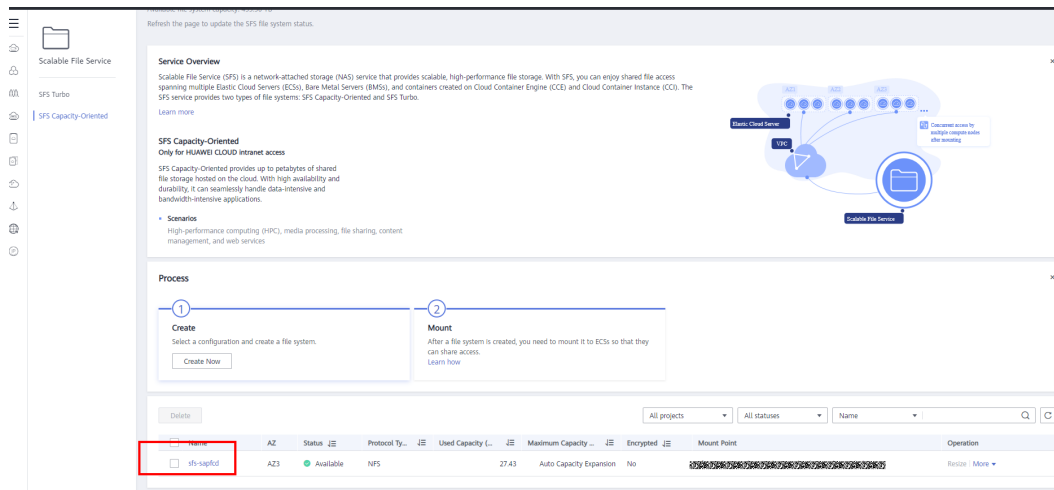 Refresh the page to update the SFS file system status.
Scalable File Service
SFS Turbo
SFS Capacity-Oriented
Service Overview
Scalable File Service (SFS) is a network-attached storage (NAS) service that provides scalable, high-performance file storage. With SFS, you can enjoy shared file access
spanning multiple Elastic Cloud Servers (ECSs), Bare Metal Servers (BMSs), and containers created on Cloud Container Engine (CCE) and Cloud Container Instance (CCI). The
SFS service provides two types of file systems: SFS Capacity-Oriented and SFS Turbo.
Learn more
SFS Capacity-Oriented
Only for HUAWEI CLOUD intranet access
SFS Capacity-Oriented provides up to petabytes of shared
file storage hosted on the cloud. With high availability and
durability, it can seamlessly handle data-intensive and
bandwidth-intensive applications.
Scenarios
High-performance computing (HPC), media processing, file sharing, content
management, and web services
AZ1 AZ2 AZ3
...
Elastic Cloud Server
VPC
Concurrent access by
multiple compute nodes
after mounting
Scalable File Service
Process
1
Create
Select a configuration and create a file system.
Create Now
2
Mount
After a file system is created, you need to mount it to ECSs so that they
can share access.
Learn how
Delete
All projects All statuses Name
Name AZ Status Protocol Ty... Used Capacity (... Maximum Capacity ... Encrypted Mount Point Operation
sfs-sapfcd AZ3 Available NFS 27.43 Auto Capacity Expansion No Resize More